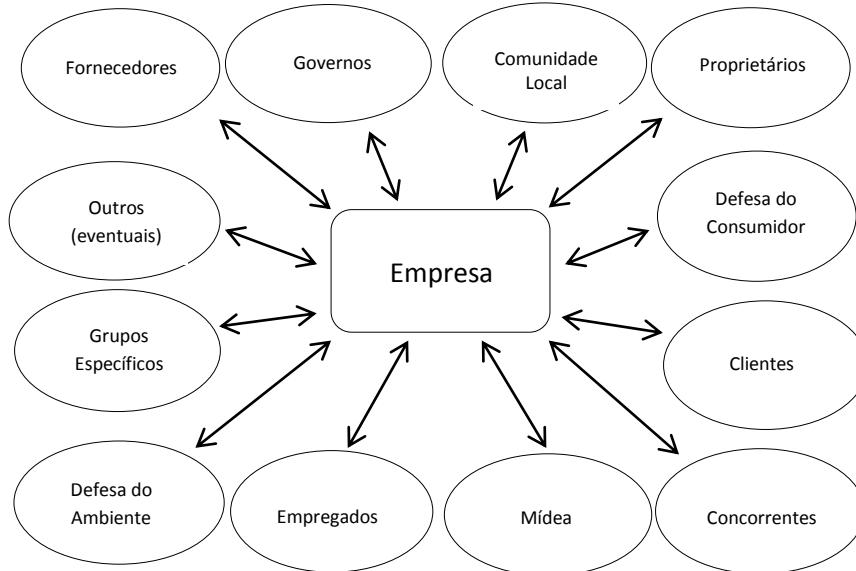 Fornecedores
Governos
Comunidade
Local
Proprietários
Outros
(eventuais)
Defesa do
Consumidor
Empresa
Grupos
Específicos
Clientes
Defesa do
Ambiente
Empregados
Mídea
Concorrentes